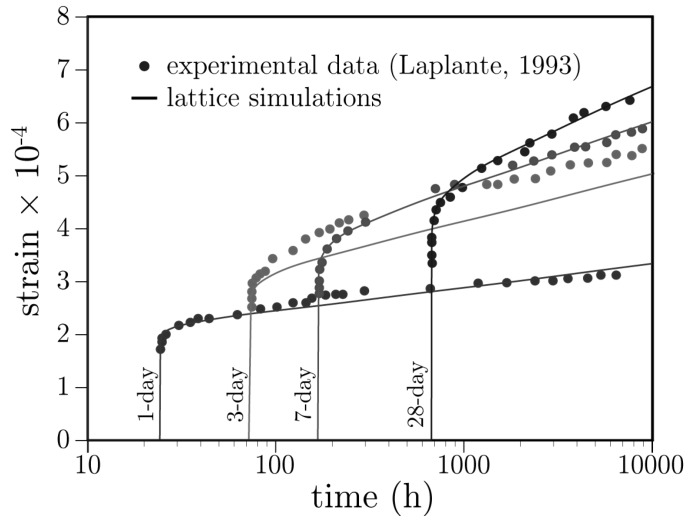 8
7
6
5
4
3
2
1
0
strain × 10-4
experimental data (Laplante, 1993)
lattice simulations
1-day
3-day
7-day
28-day
10
100
1000
10000
time (h)